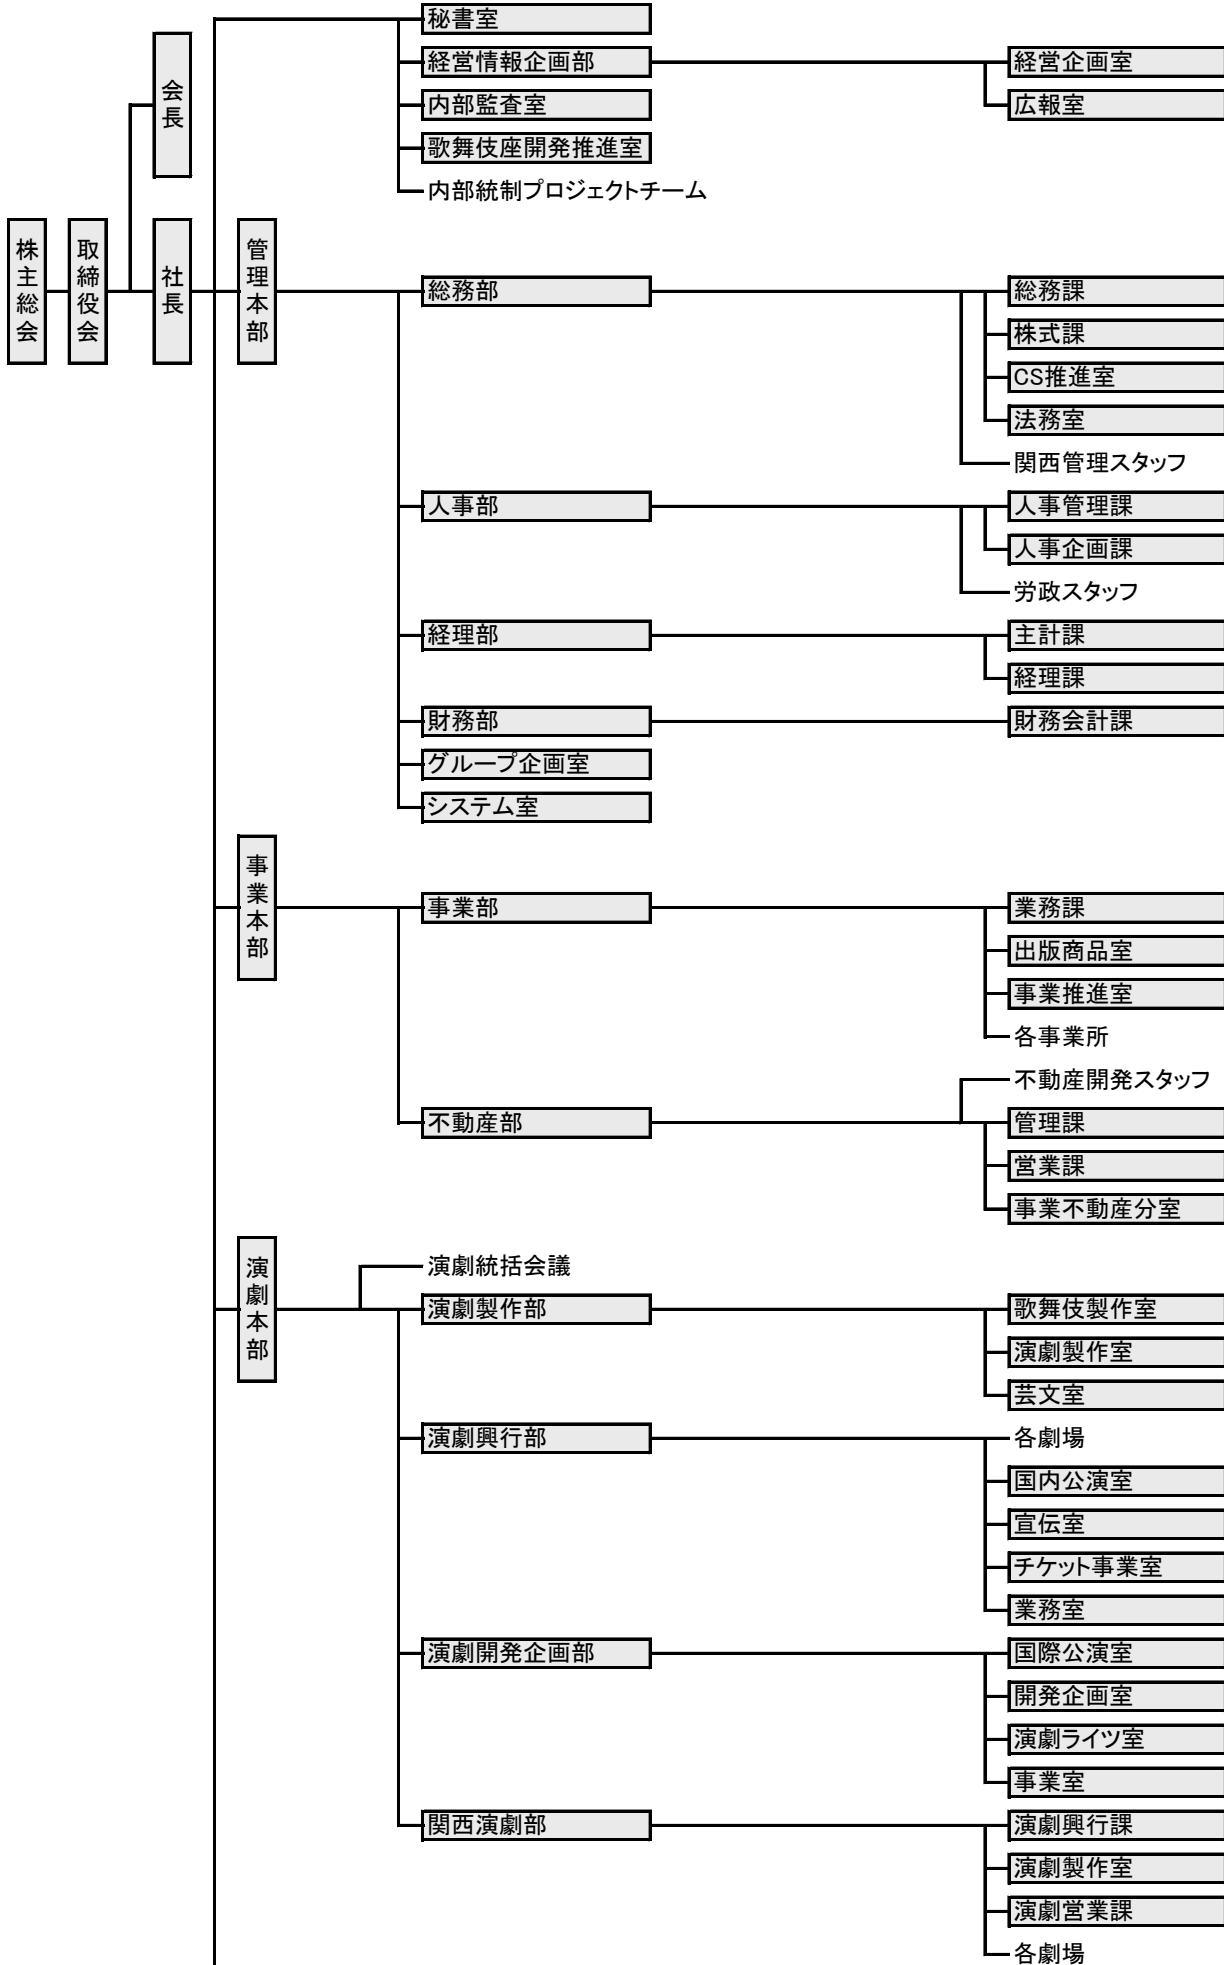 株主総会
取締役会
会長
社長
秘書室
経営情報企画部
経営企画室
内部監査室
広報室
歌舞伎座開発推進室
内部統制プロジェクトチーム
管理本部
総務部
総務課
株式課
CS推進室
法務室
関西管理スタッフ
人事部
人事管理課
人事企画課
労政スタッフ
経理部
主計課
経理課
財務部
財務会計課
グループ企画室
システム室
事業本部
事業部
業務課
出版商品室
事業推進室
各事業所
不動産開発スタッフ
不動産部
管理課
営業課
事業不動産分室
演劇本部
演劇統括会議
演劇製作部
歌舞伎製作室
演劇製作室
芸文室
演劇興行部
各劇場
国内公演室
宣伝室
チケット事業室
業務室
演劇開発企画部
国際公演室
開発企画室
演劇ライツ室
事業室
関西演劇部
演劇興行課
演劇製作室
演劇営業課
各劇場